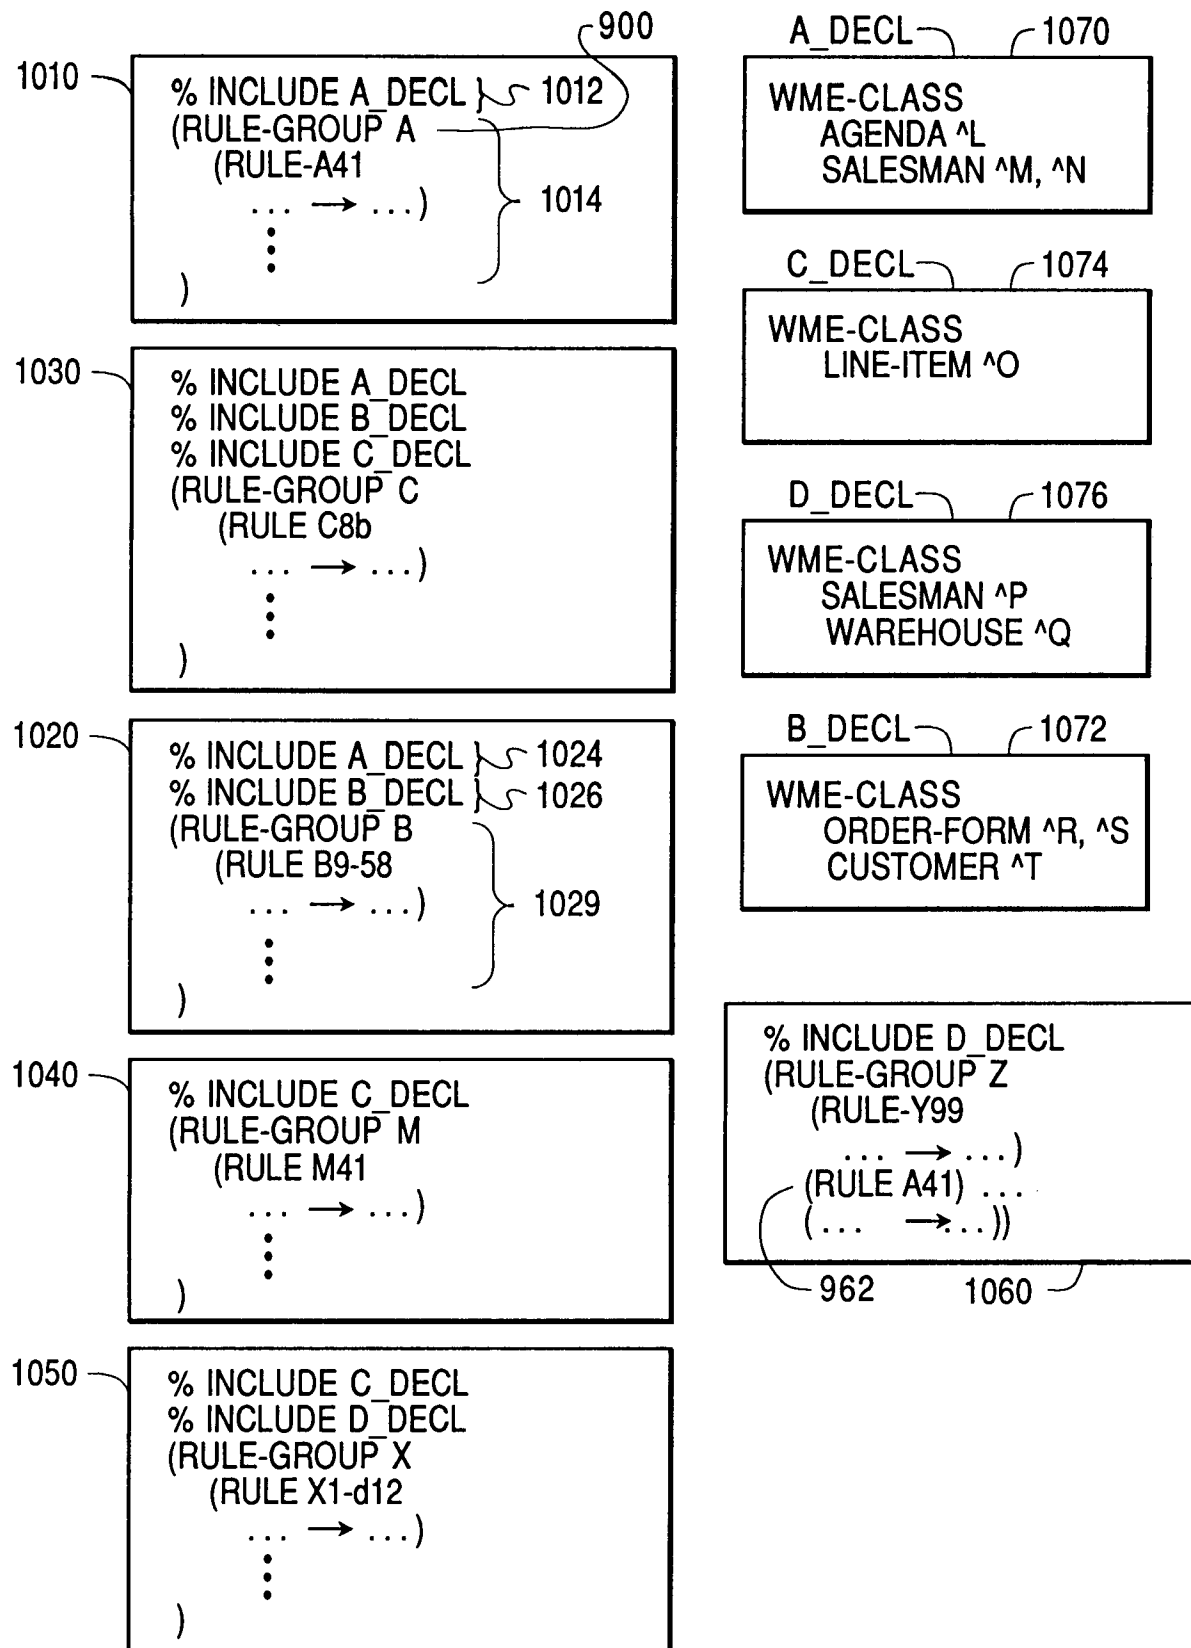 900
1010
% INCLUDE A_DECL } 1012
(RULE-GROUP A
(RULE-A41
... → ...)
1014
)
1030
% INCLUDE A_DECL
% INCLUDE B_DECL
% INCLUDE C_DECL
(RULE-GROUP C
(RULE C8b
... → ...)
)
1020
% INCLUDE A_DECL } 1024
% INCLUDE B_DECL } 1026
(RULE-GROUP B
(RULE B9-58
... → ...)
1029
)
1040
% INCLUDE C_DECL
(RULE-GROUP M
(RULE M41
... → ...)
)
1050
% INCLUDE C_DECL
% INCLUDE D_DECL
(RULE-GROUP X
(RULE X1-d12
... → ...)
)
A_DECL 1070
WME-CLASS
AGENDA ^L
SALESMAN ^M, ^N
C_DECL 1074
WME-CLASS
LINE-ITEM ^O
D_DECL 1076
WME-CLASS
SALESMAN ^P
WAREHOUSE ^Q
B_DECL 1072
WME-CLASS
ORDER-FORM ^R, ^S
CUSTOMER ^T
% INCLUDE D_DECL
(RULE-GROUP Z
(RULE-Y99
... → ...)
(RULE A41) ...
(... → ...))
962 1060